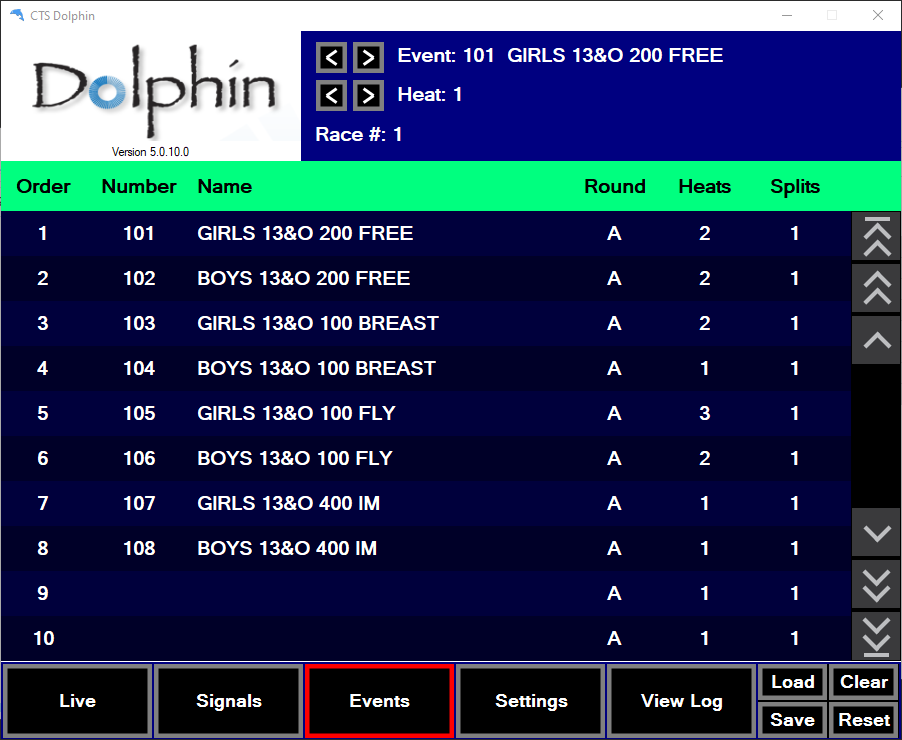 CTS Dolphin
Dolphin
Version 5.0.10.0
< > Event: 101 GIRLS 13&O 200 FREE
< > Heat: 1
Race #: 1
Order Number Name Round Heats Splits
1 101 GIRLS 13&O 200 FREE A 2 1
2 102 BOYS 13&O 200 FREE A 2 1
3 103 GIRLS 13&O 100 BREAST A 2 1
4 104 BOYS 13&O 100 BREAST A 1 1
5 105 GIRLS 13&O 100 FLY A 3 1
6 106 BOYS 13&O 100 FLY A 2 1
7 107 GIRLS 13&O 400 IM A 1 1
8 108 BOYS 13&O 400 IM A 1 1
9 A 1 1
10 A 1 1
Live Signals Events Settings View Log Load Clear
Save Reset